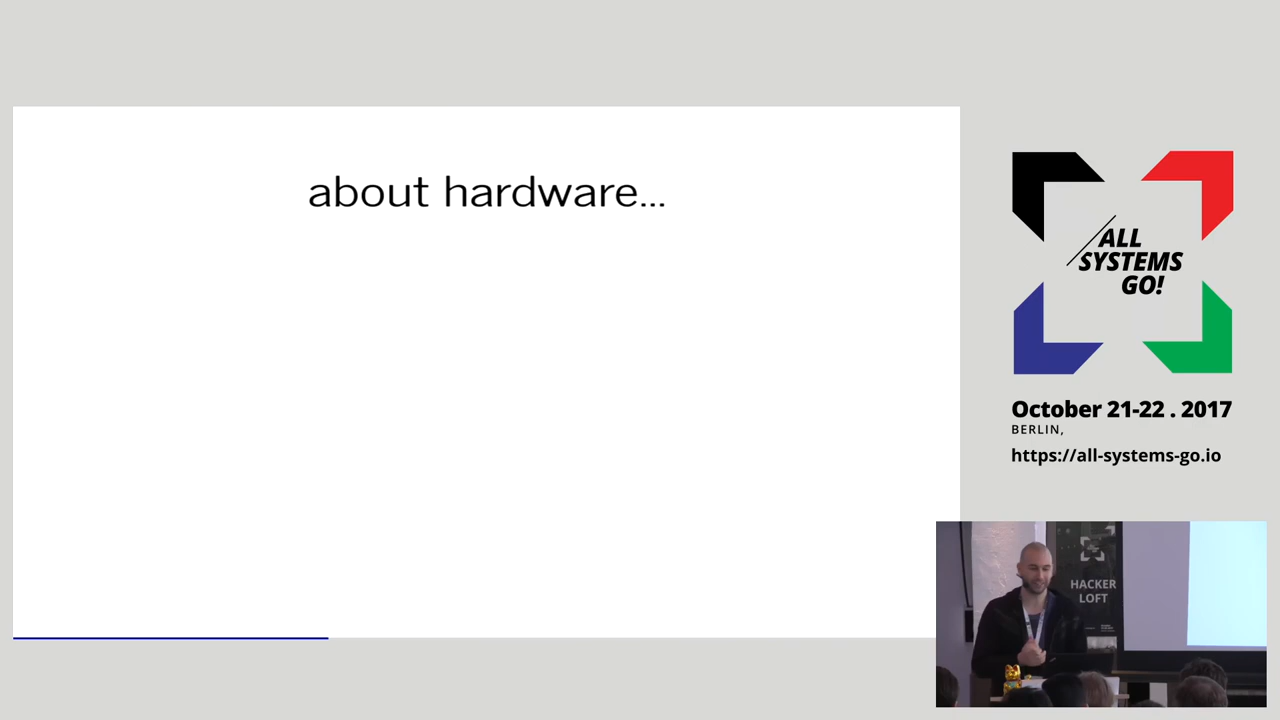 about hardware...
ALL
SYSTEMS
GO!
October 21-22 . 2017
BERLIN,
https://all-systems-go.io
HACKER
LOFT